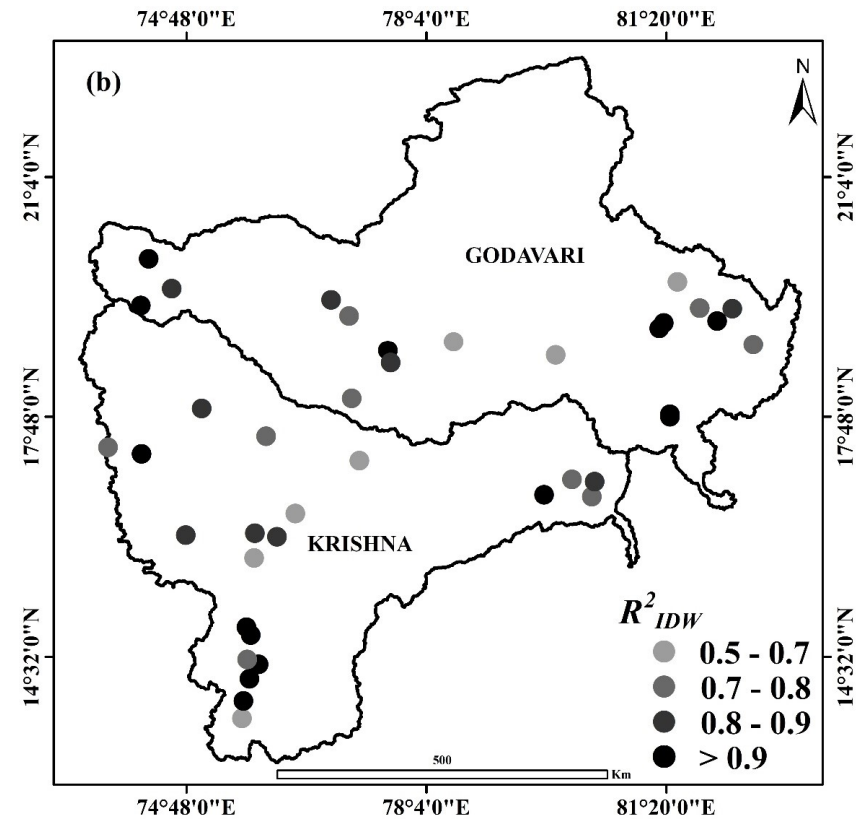 74°48'0"E 78°4'0"E 81°20'0"E
(b)
N
21°4'0"N 21°4'0"N
GODAVARI
17°48'0"N 17°48'0"N
KRISHNA
R²IDW
14°32'0"N 14°32'0"N
0.5 - 0.7
0.7 - 0.8
0.8 - 0.9
> 0.9
500
Km
74°48'0"E 78°4'0"E 81°20'0"E